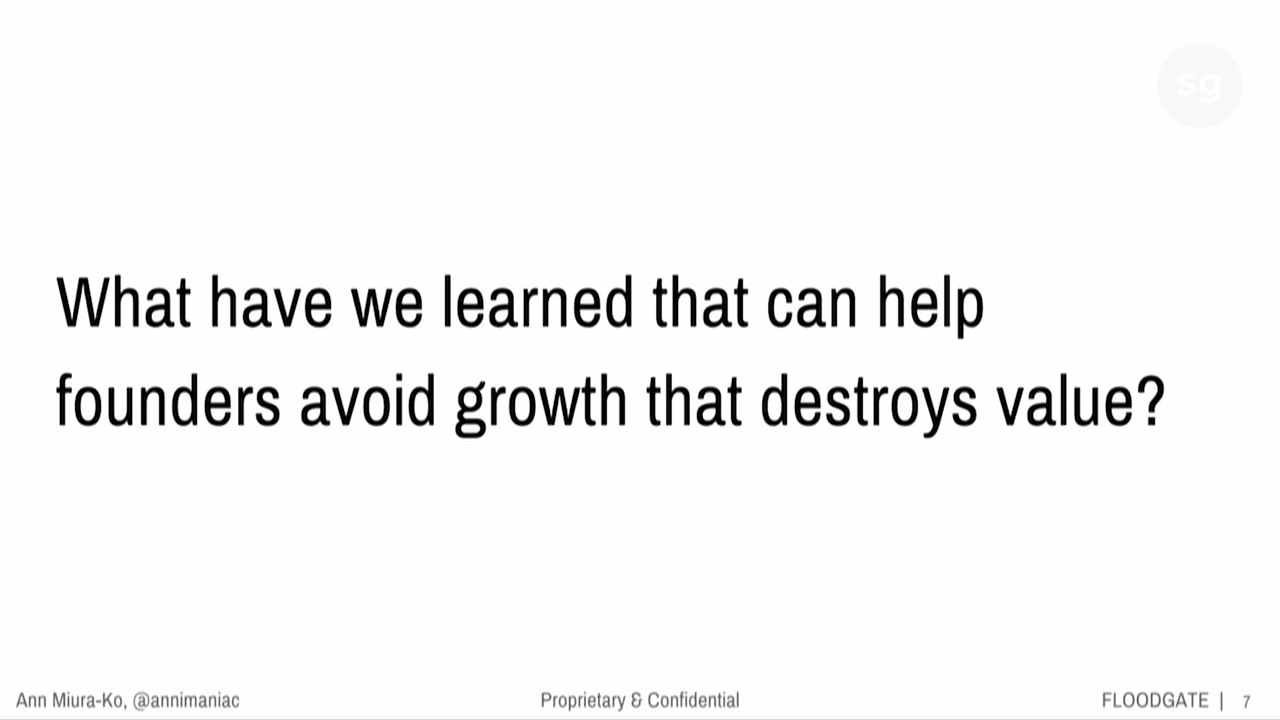 sg
What have we learned that can help
founders avoid growth that destroys value?
Ann Miura-Ko, @annimaniac
Proprietary & Confidential
FLOODGATE | 7